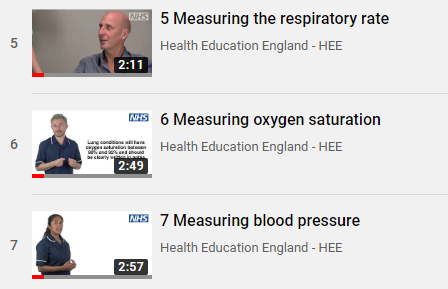 5
NHS
2:11
5 Measuring the respiratory rate
Health Education England - HEE
6
NHS
Lung conditions will have
oxygen saturation between
88% and 92% and should
be clearly written in notes
2:49
6 Measuring oxygen saturation
Health Education England - HEE
7
NHS
2:57
7 Measuring blood pressure
Health Education England - HEE